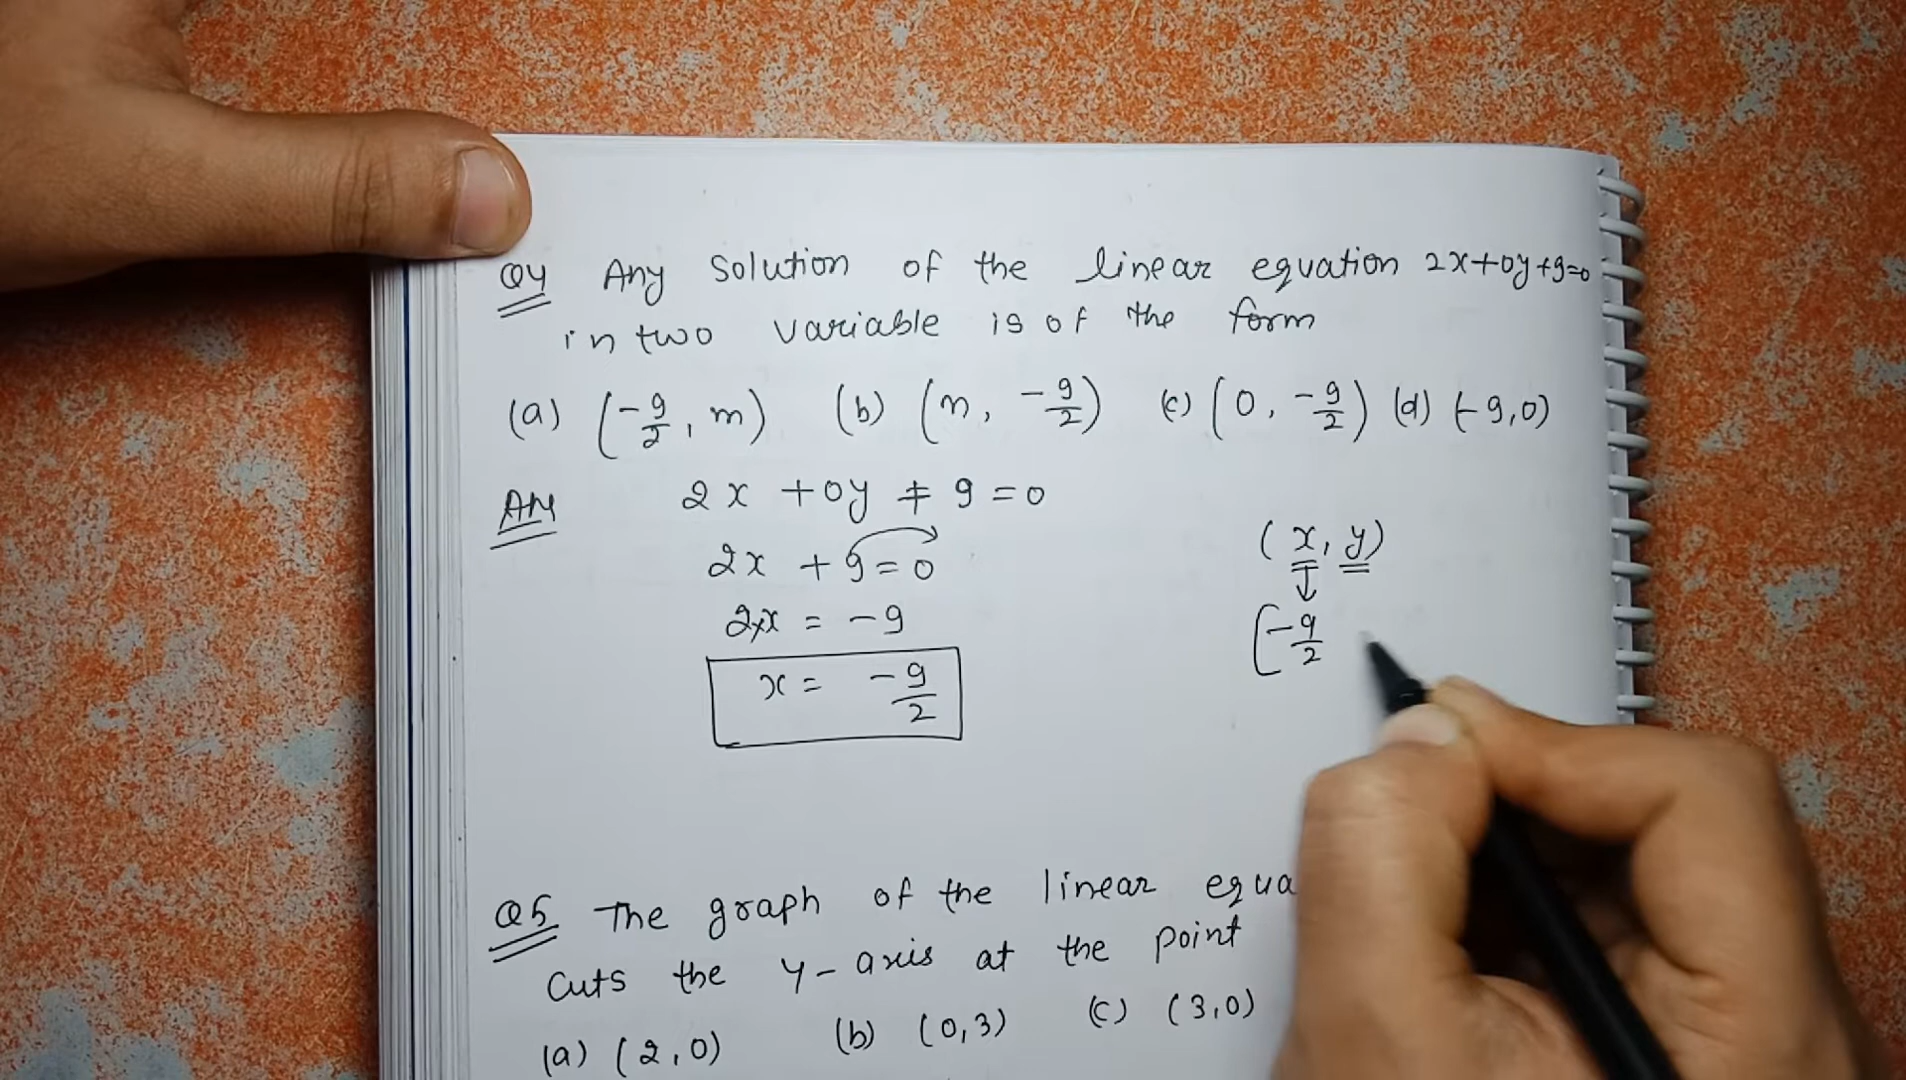 Q4 Any solution of the linear equation 2x+0y+9=0
in two variable is of the form
(a) (-9/2, m) (b) (n, -9/2) (c) (0, -9/2) (d) (-9,0)
Ans 2x + 0y + 9 = 0
2x + 9 = 0
2x = -9
x = -9/2
(x, y)
↓
(-9/2
Q5 The graph of the linear equa
cuts the y-axis at the point
(a) (2,0) (b) (0,3) (c) (3,0)